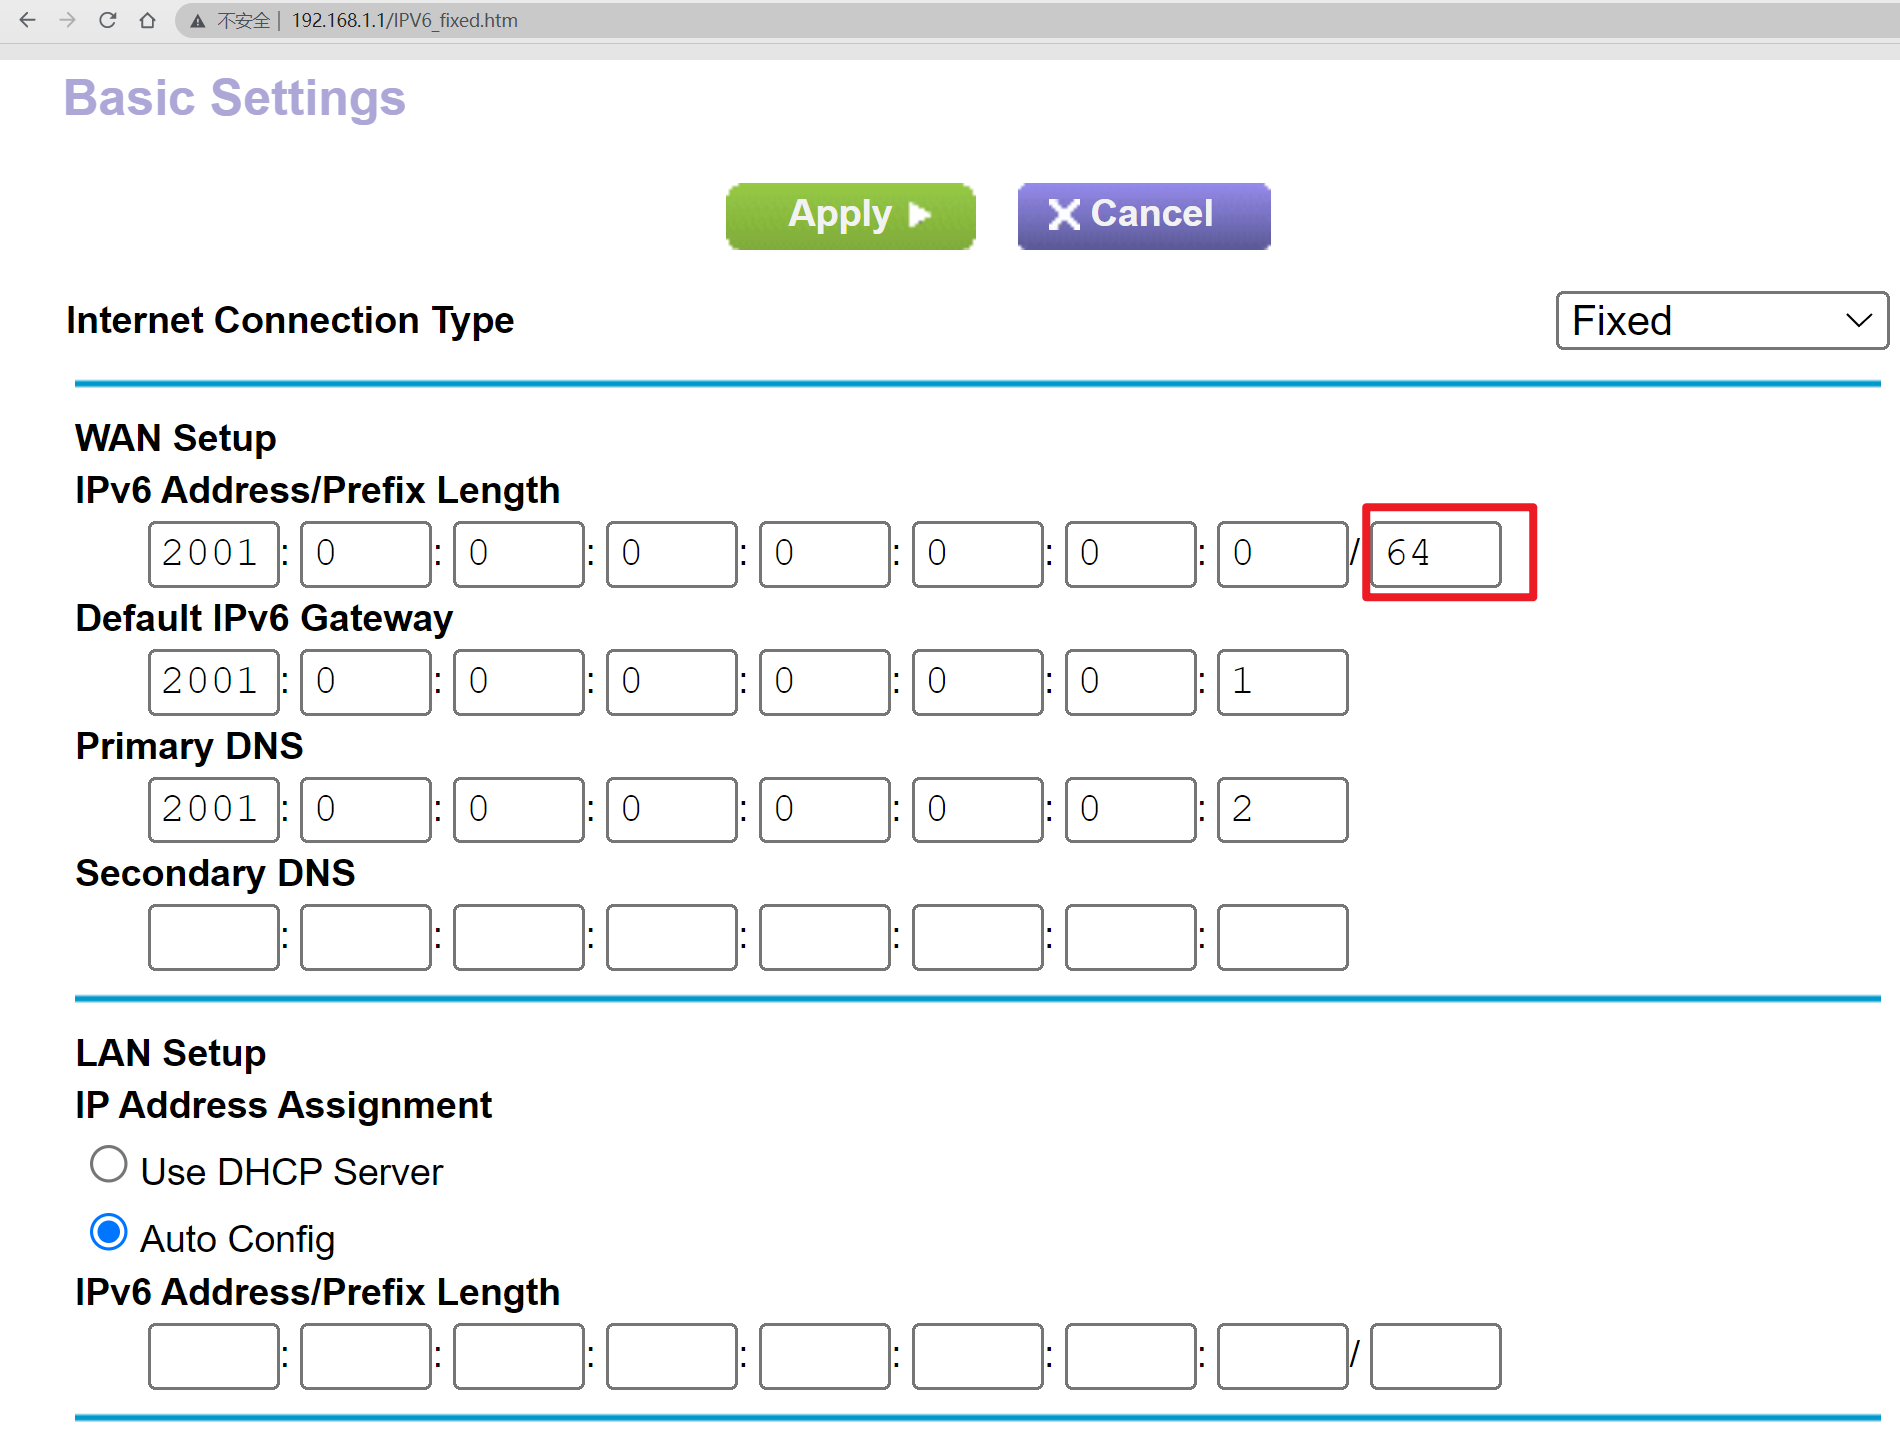 不安全 | 192.168.1.1/IPV6_fixed.htm
Basic Settings
Apply Cancel
Internet Connection Type Fixed
WAN Setup
IPv6 Address/Prefix Length
2001 : 0 : 0 : 0 : 0 : 0 : 0 : 0 / 64
Default IPv6 Gateway
2001 : 0 : 0 : 0 : 0 : 0 : 0 : 1
Primary DNS
2001 : 0 : 0 : 0 : 0 : 0 : 0 : 2
Secondary DNS
: : : : : : :
LAN Setup
IP Address Assignment
Use DHCP Server
Auto Config
IPv6 Address/Prefix Length
: : : : : : : /